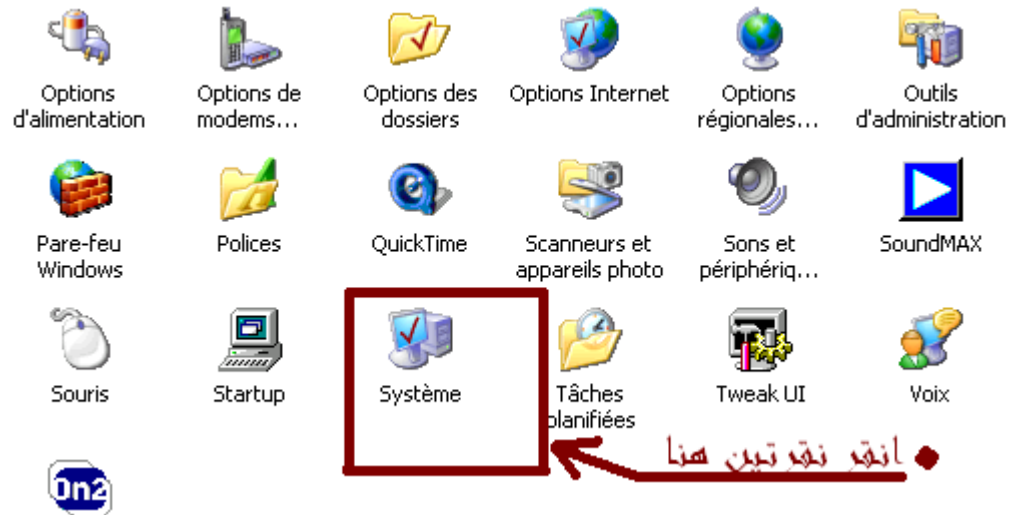 Options d'alimentation
Options de modems...
Options des dossiers
Options Internet
Options régionales...
Outils d'administration
Pare-feu Windows
Polices
QuickTime
Scanneurs et appareils photo
Sons et périphériq...
SoundMAX
Souris
Startup
Système
Tâches planifiées
Tweak UI
Voix
انقر نقرتين هنا
On2